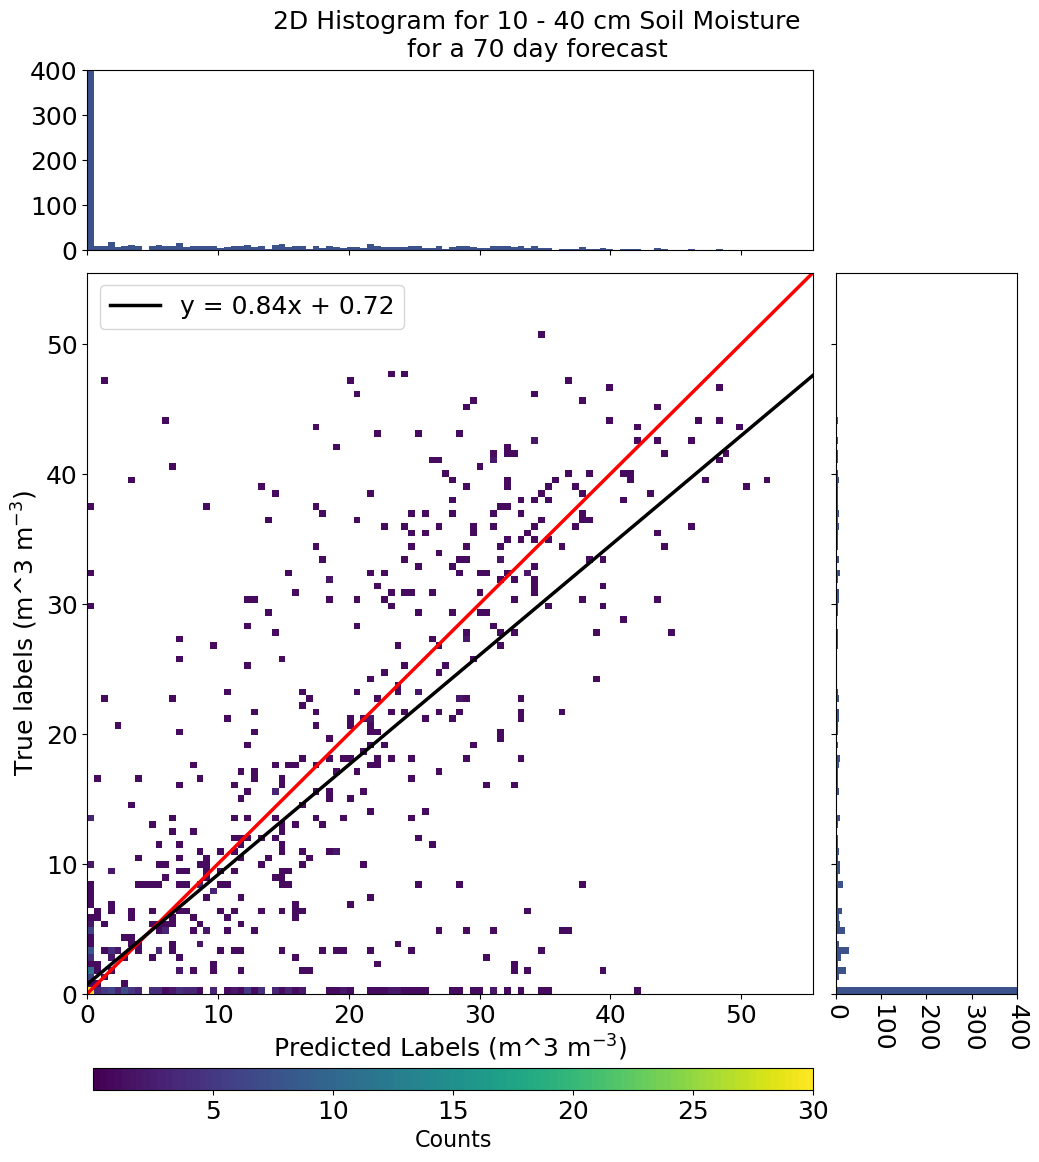 2D Histogram for 10 - 40 cm Soil Moisture
for a 70 day forecast
400
300
200
100
0
y = 0.84x + 0.72
50
40
30
20
10
0
True labels (m^3 m⁻³)
0 10 20 30 40 50
Predicted Labels (m^3 m⁻³)
0 100 200 300 400
5 10 15 20 25 30
Counts